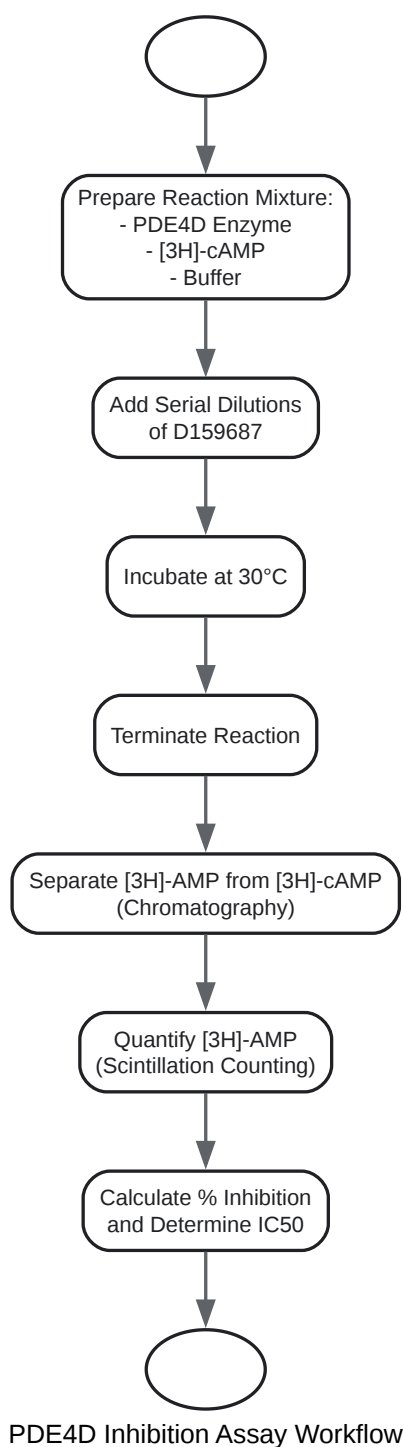 Prepare Reaction Mixture:
- PDE4D Enzyme
- [3H]-cAMP
- Buffer
Add Serial Dilutions
of D159687
Incubate at 30°C
Terminate Reaction
Separate [3H]-AMP from [3H]-cAMP
(Chromatography)
Quantify [3H]-AMP
(Scintillation Counting)
Calculate % Inhibition
and Determine IC50
PDE4D Inhibition Assay Workflow